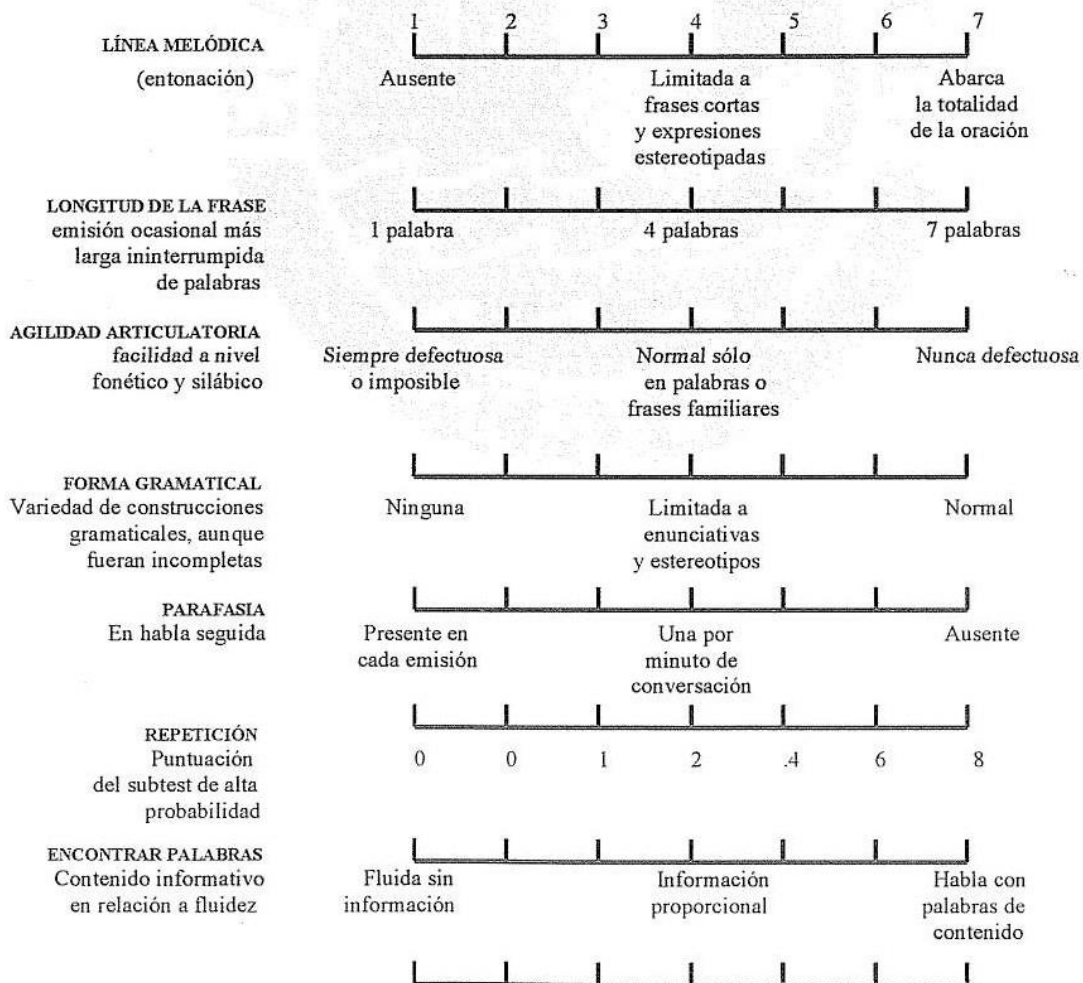 1 2 3 4 5 6 7
LÍNEA MELÓDICA
(entonación)
Ausente
Limitada a
frases cortas
y expresiones
estereotipadas
Abarca
la totalidad
de la oración
LONGITUD DE LA FRASE
emisión ocasional más
larga ininterrumpida
de palabras
1 palabra
4 palabras
7 palabras
AGILIDAD ARTICULATORIA
facilidad a nivel
fonético y silábico
Siempre defectuosa
o imposible
Normal sólo
en palabras o
frases familiares
Nunca defectuosa
FORMA GRAMATICAL
Variedad de construcciones
gramaticales, aunque
fueran incompletas
Ninguna
Limitada a
enunciativas
y estereotipos
Normal
PARAFASIA
En habla seguida
Presente en
cada emisión
Una por
minuto de
conversación
Ausente
REPETICIÓN
Puntuación
del subtest de alta
probabilidad
0 0 1 2 .4 6 8
ENCONTRAR PALABRAS
Contenido informativo
en relación a fluidez
Fluida sin
información
Información
proporcional
Habla con
palabras de
contenido